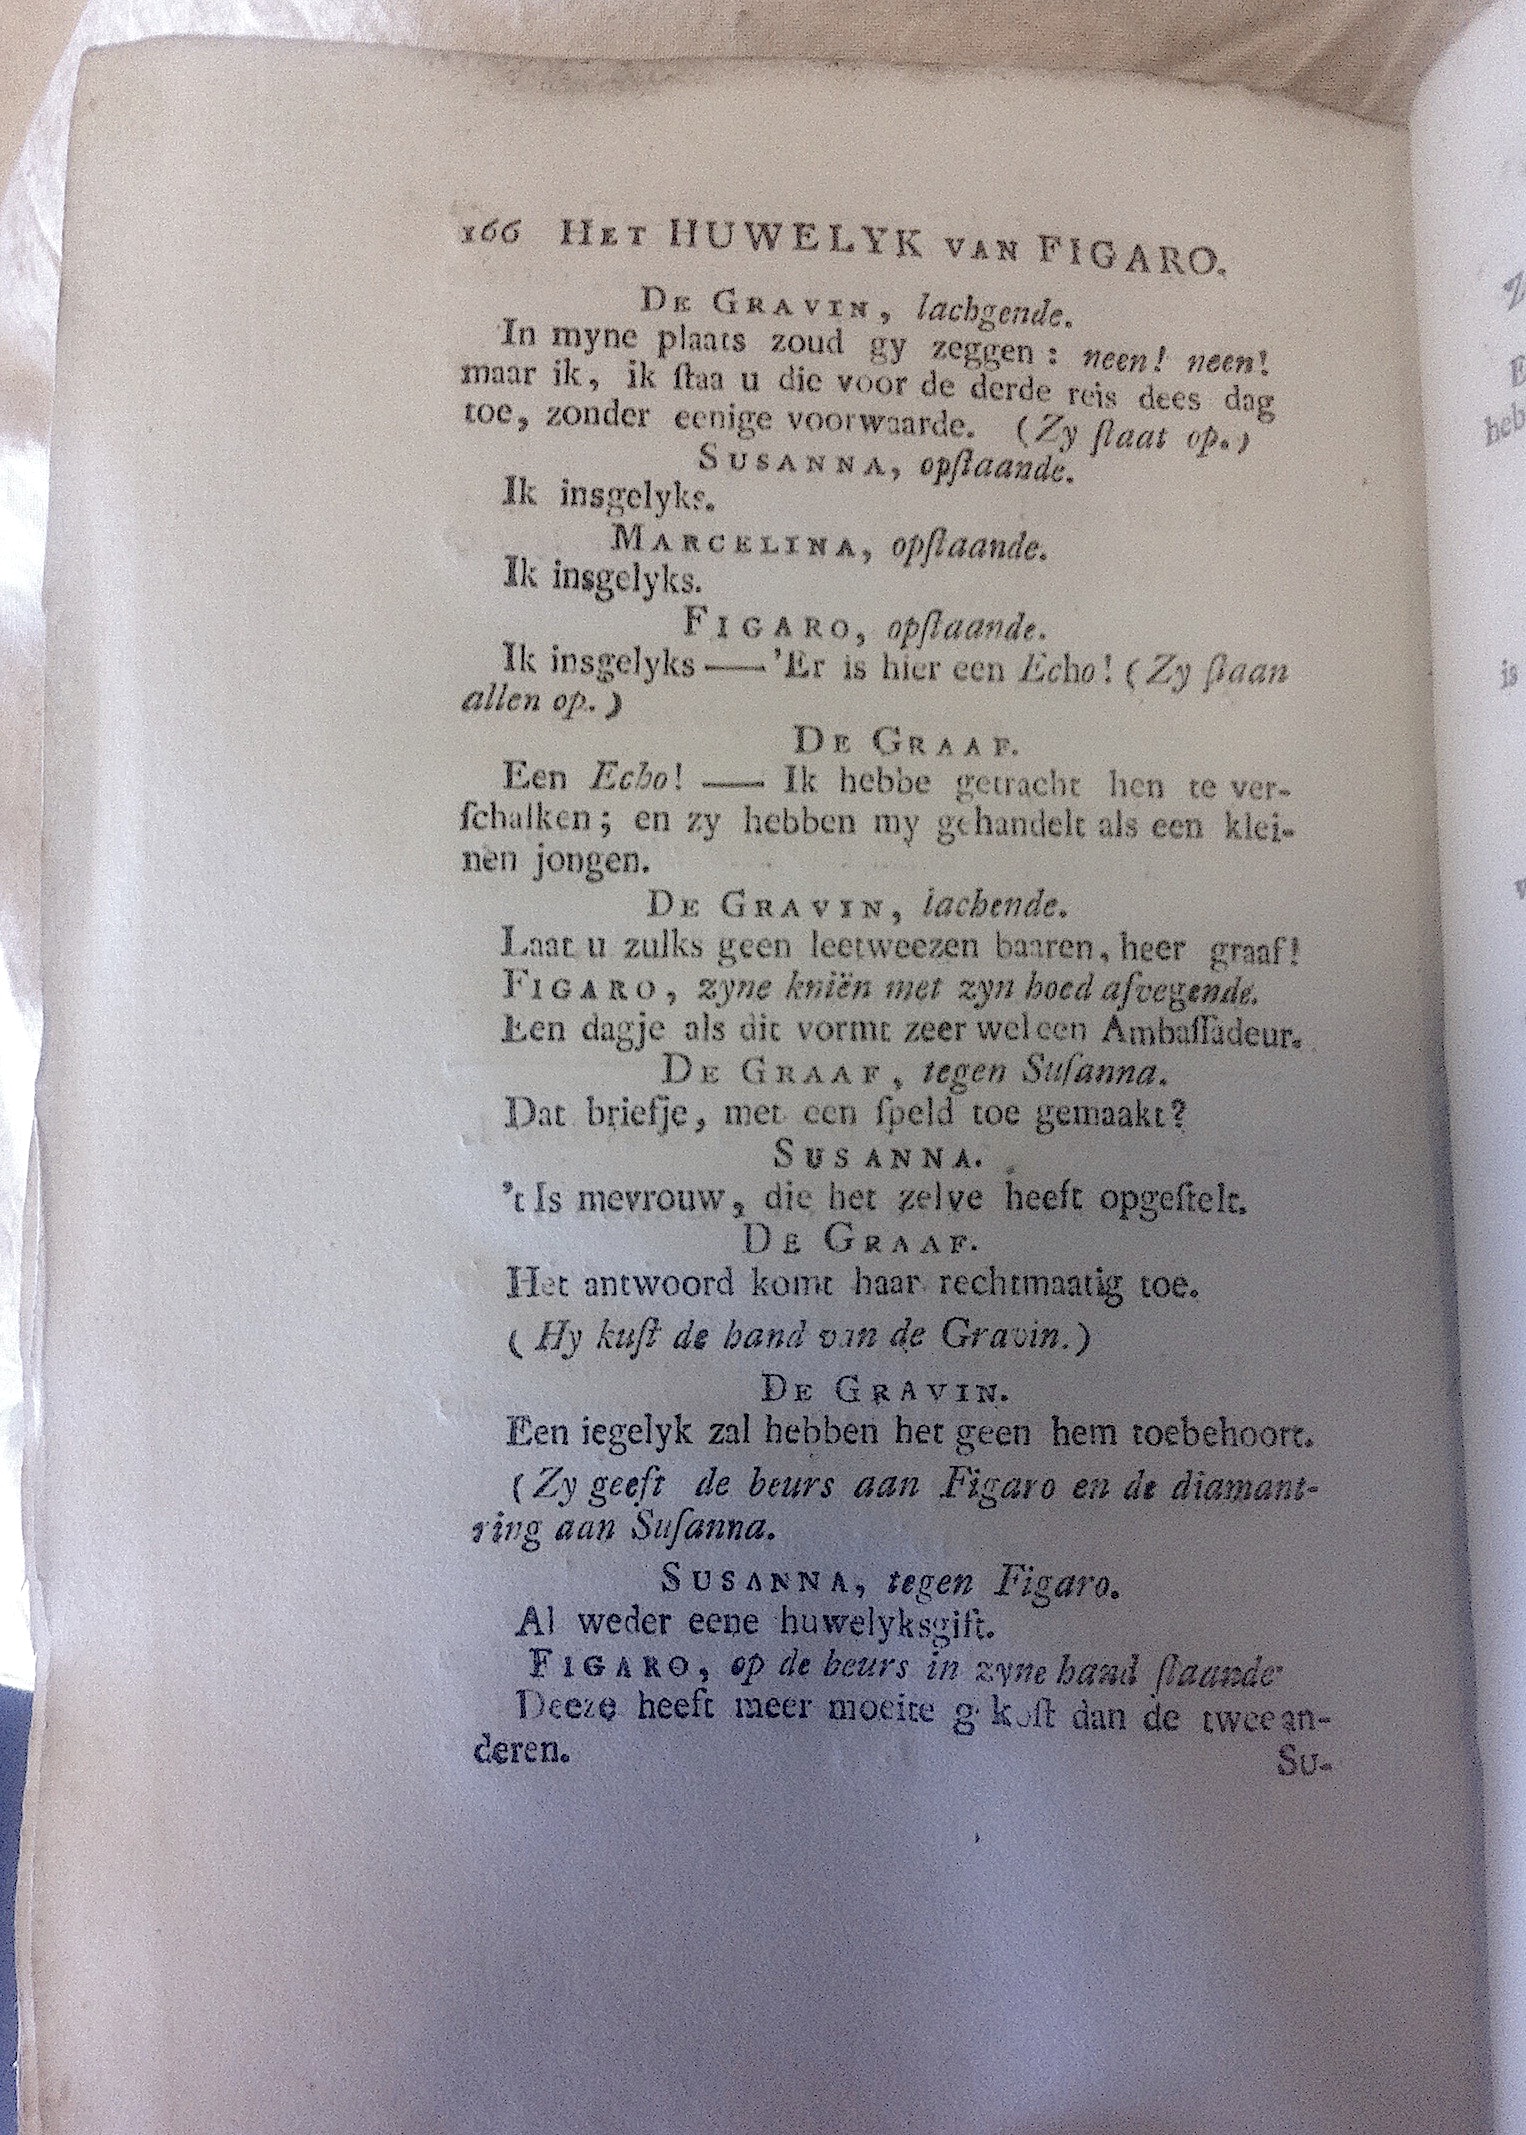 166 HET HUWELYK VAN FIGARO.
DE GRAVIN, lachgende.
In myne plaats zoud gy zeggen: neen! neen!
maar ik, ik ſtaa u die voor de derde reis dees dag
toe, zonder eenige voorwaarde. (Zy ſtaat op.)
SUSANNA, opſtaande.
Ik insgelyks.
MARCELINA, opſtaande.
Ik insgelyks.
FIGARO, opſtaande.
Ik insgelyks — 'Er is hier een Echo! (Zy ſtaan
allen op.)
DE GRAAF.
Een Echo! — Ik hebbe getracht hen te ver-
ſchalken; en zy hebben my gehandelt als een klei-
nen jongen.
DE GRAVIN, lachende.
Laat u zulks geen leetweezen baaren, heer graaf!
FIGARO, zyne kniën met zyn hoed afvegende.
Een dagje als dit vormt zeer wel een Ambaſſadeur.
DE GRAAF, tegen Suſanna.
Dat briefje, met een ſpeld toe gemaakt?
SUSANNA.
't Is mevrouw, die het zelve heeft opgeſtelt.
DE GRAAF.
Het antwoord komt haar rechtmaatig toe.
(Hy kuſt de hand van de Gravin.)
DE GRAVIN.
Een iegelyk zal hebben het geen hem toebehoort.
(Zy geeft de beurs aan Figaro en de diamant-
ring aan Suſanna.
SUSANNA, tegen Figaro.
Al weder eene huwelyksgift.
FIGARO, op de beurs in zyne hand ſlaande
Deeze heeft meer moeite gekoſt dan de twee an-
deren.
SU-
heb
is